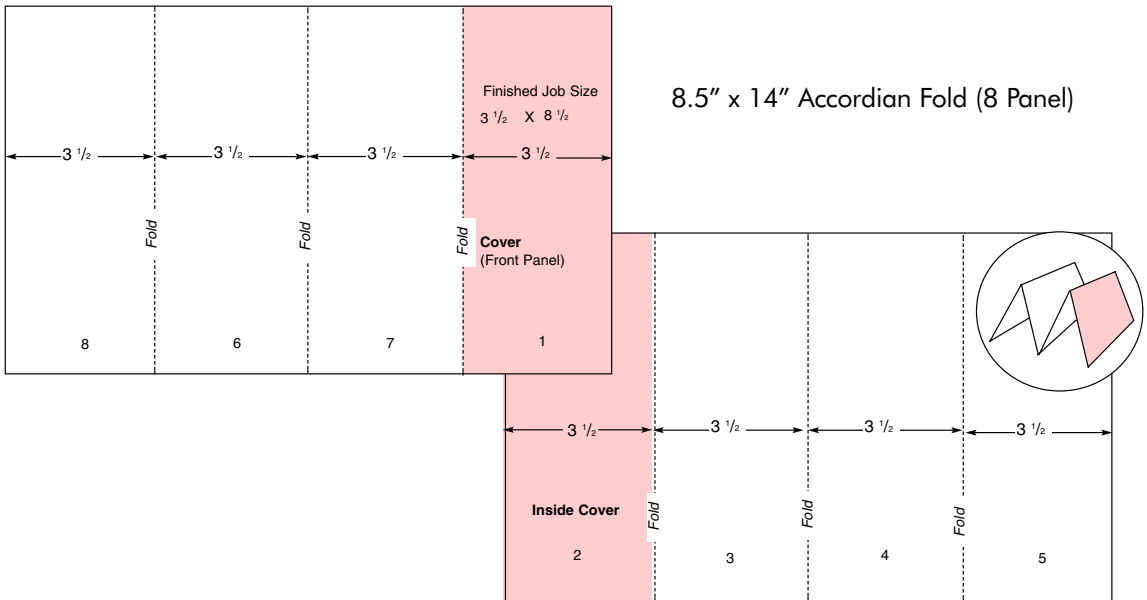 8.5” x 14” Accordian Fold (8 Panel)
Finished Job Size
3 1/2 X 8 1/2
3 1/2
3 1/2
3 1/2
3 1/2
Fold
Fold
Fold
Cover
(Front Panel)
8
6
7
1
3 1/2
3 1/2
3 1/2
3 1/2
Inside Cover
Fold
Fold
Fold
2
3
4
5